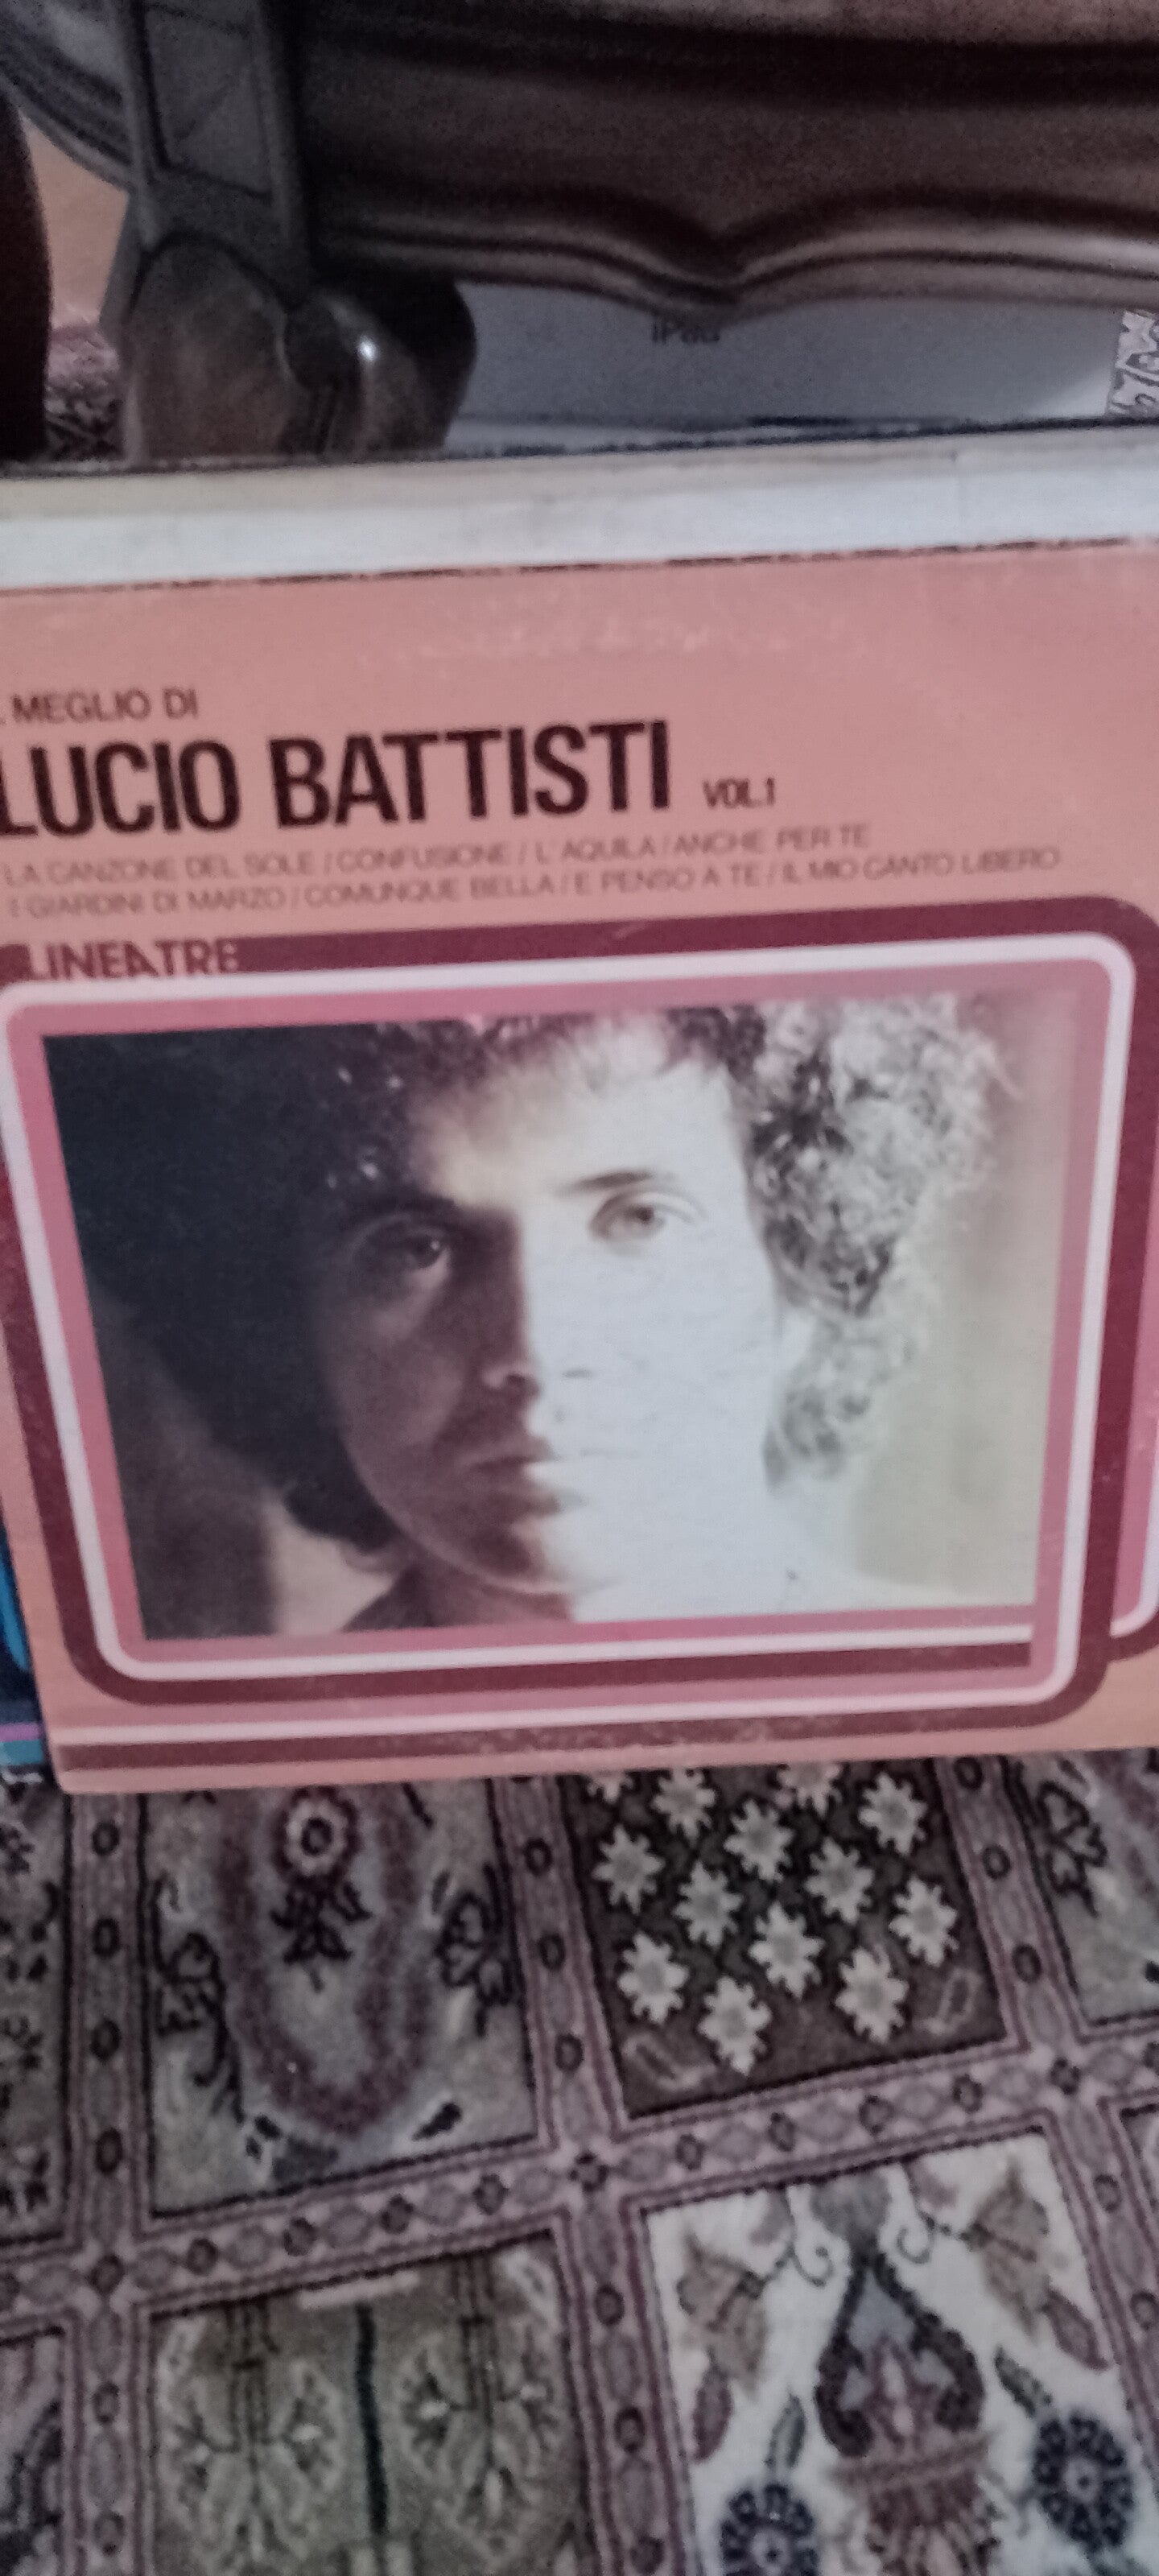 iPad
. MEGLIO DI
LUCIO BATTISTI VOL.1
LA CANZONE DEL SOLE / CONFUSIONE / L'AQUILA / ANCHE PER TE
I GIARDINI DI MARZO / COMUNQUE BELLA / E PENSO A TE / IL MIO CANTO LIBERO
LINEATRE